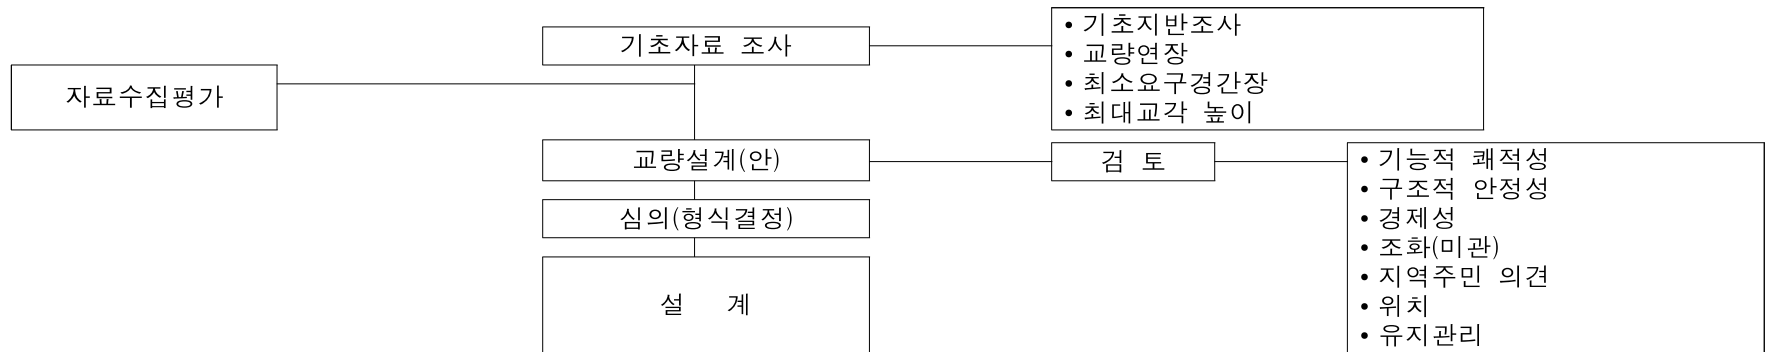 기초자료 조사
• 기초지반조사
• 교량연장
• 최소요구경간장
• 최대교각 높이
자료수집평가
교량설계(안)
검 토
• 기능적 쾌적성
• 구조적 안정성
• 경제성
• 조화(미관)
• 지역주민 의견
• 위치
• 유지관리
심의(형식결정)
설 계